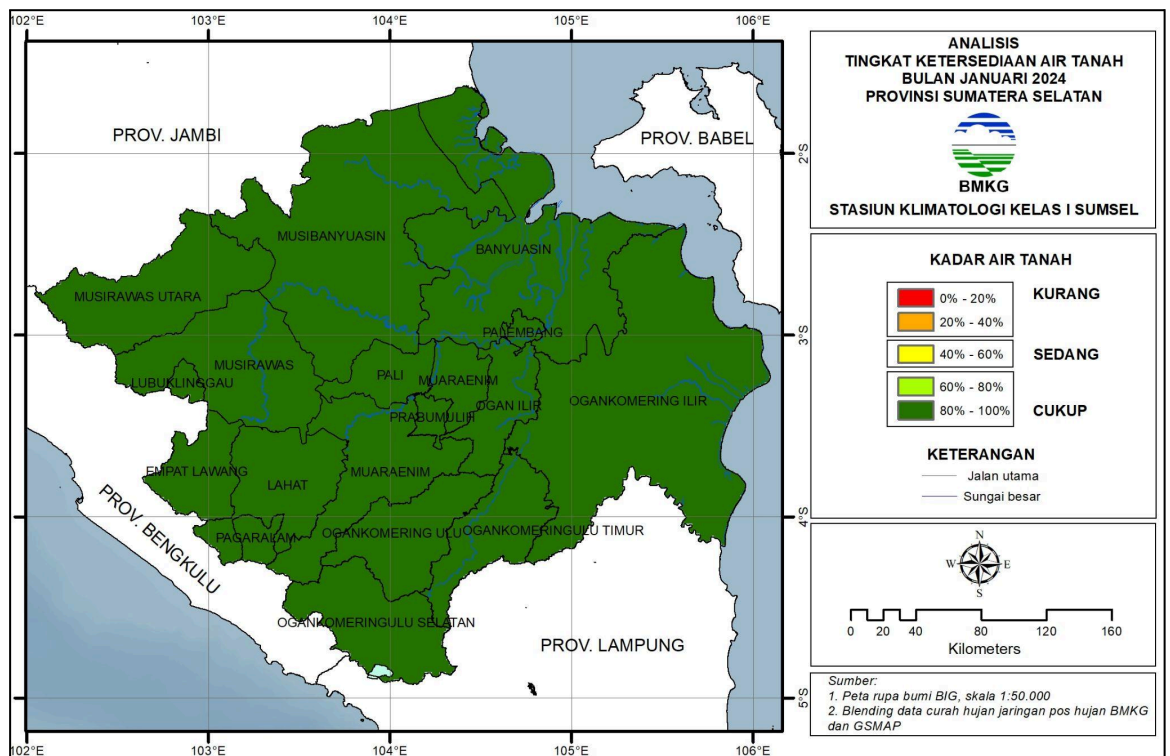 102°E
103°E
104°E
105°E
106°E
PROV. JAMBI
PROV. BABEL
MUSIBANYUASIN
BANYUASIN
MUSIRAWAS UTARA
PALEMBANG
MUSIRAWAS
LUBUKLINGGAU
PALI
MUARAENIM
OGAN ILIR
OGANKOMERING ILIR
PRABUMULIH
EMPAT LAWANG
LAHAT
MUARAENIM
PAGARALAM
OGANKOMERING ULU
OGANKOMERINGULU TIMUR
PROV. BENGKULU
OGANKOMERINGULU SELATAN
PROV. LAMPUNG
2°S
3°S
4°S
5°S
102°E
103°E
104°E
105°E
106°E
ANALISIS
TINGKAT KETERSEDIAAN AIR TANAH
BULAN JANUARI 2024
PROVINSI SUMATERA SELATAN
BMKG
STASIUN KLIMATOLOGI KELAS I SUMSEL
KADAR AIR TANAH
0% - 20% KURANG
20% - 40%
40% - 60% SEDANG
60% - 80%
80% - 100% CUKUP
KETERANGAN
Jalan utama
Sungai besar
N
W E
S
0 20 40 80 120 160
Kilometers
Sumber:
1. Peta rupa bumi BIG, skala 1:50.000
2. Blending data curah hujan jaringan pos hujan BMKG
dan GSMAP